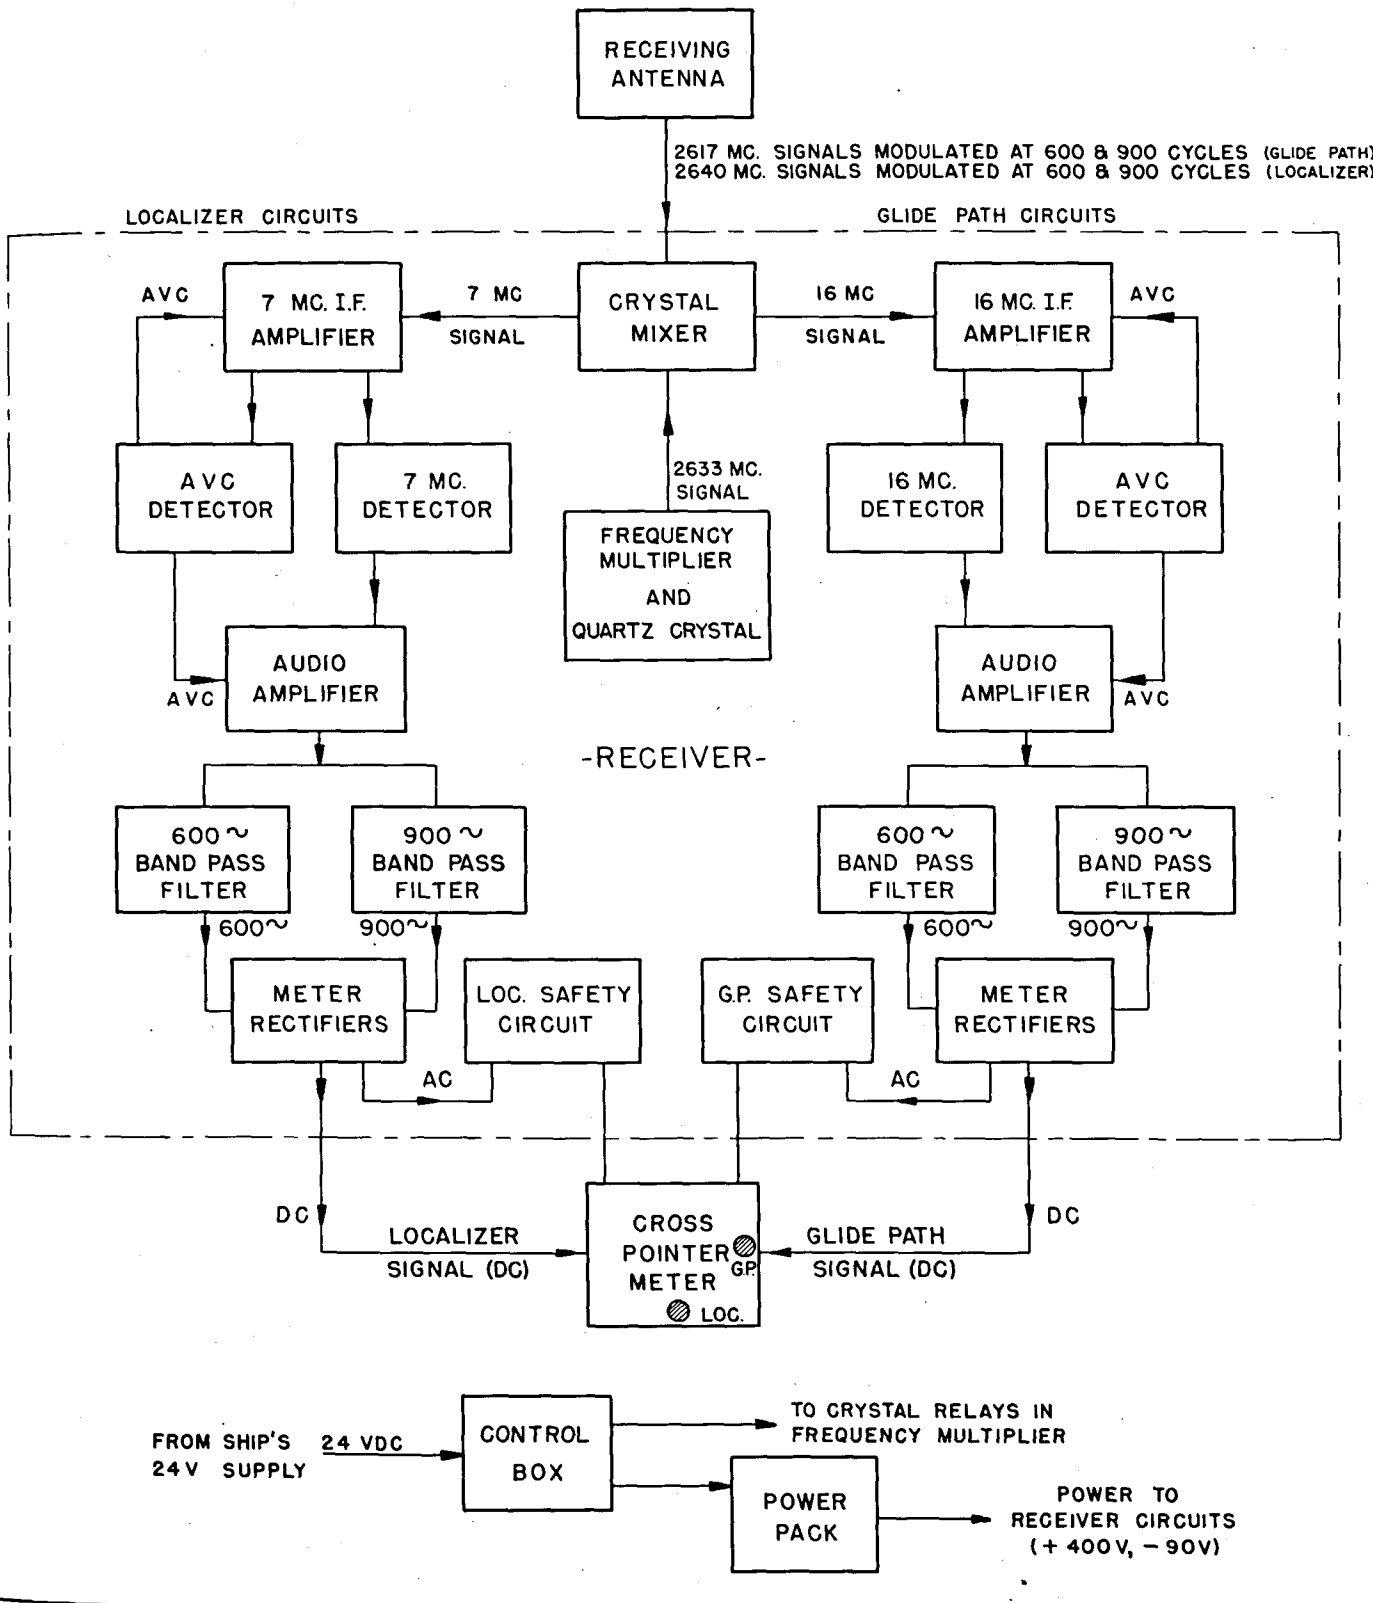 RECEIVING
ANTENNA
2617 MC. SIGNALS MODULATED AT 600 & 900 CYCLES (GLIDE PATH)
2640 MC. SIGNALS MODULATED AT 600 & 900 CYCLES (LOCALIZER)
LOCALIZER CIRCUITS
GLIDE PATH CIRCUITS
AVC
7 MC. I.F.
AMPLIFIER
7 MC
SIGNAL
CRYSTAL
MIXER
16 MC
SIGNAL
16 MC. I.F.
AMPLIFIER
AVC
AVC
DETECTOR
7 MC.
DETECTOR
2633 MC.
SIGNAL
16 MC.
DETECTOR
AVC
DETECTOR
FREQUENCY
MULTIPLIER
AND
QUARTZ CRYSTAL
AUDIO
AMPLIFIER
AVC
AUDIO
AMPLIFIER
AVC
-RECEIVER-
600~
BAND PASS
FILTER
900~
BAND PASS
FILTER
600~
BAND PASS
FILTER
900~
BAND PASS
FILTER
600~
900~
600~
900~
METER
RECTIFIERS
LOC. SAFETY
CIRCUIT
G.P. SAFETY
CIRCUIT
METER
RECTIFIERS
AC
AC
DC
LOCALIZER
SIGNAL (DC)
CROSS
POINTER
METER
G.P.
LOC.
GLIDE PATH
SIGNAL (DC)
DC
FROM SHIP'S
24V SUPPLY
24 VDC
CONTROL
BOX
TO CRYSTAL RELAYS IN
FREQUENCY MULTIPLIER
POWER
PACK
POWER TO
RECEIVER CIRCUITS
(+ 400V, - 90V)